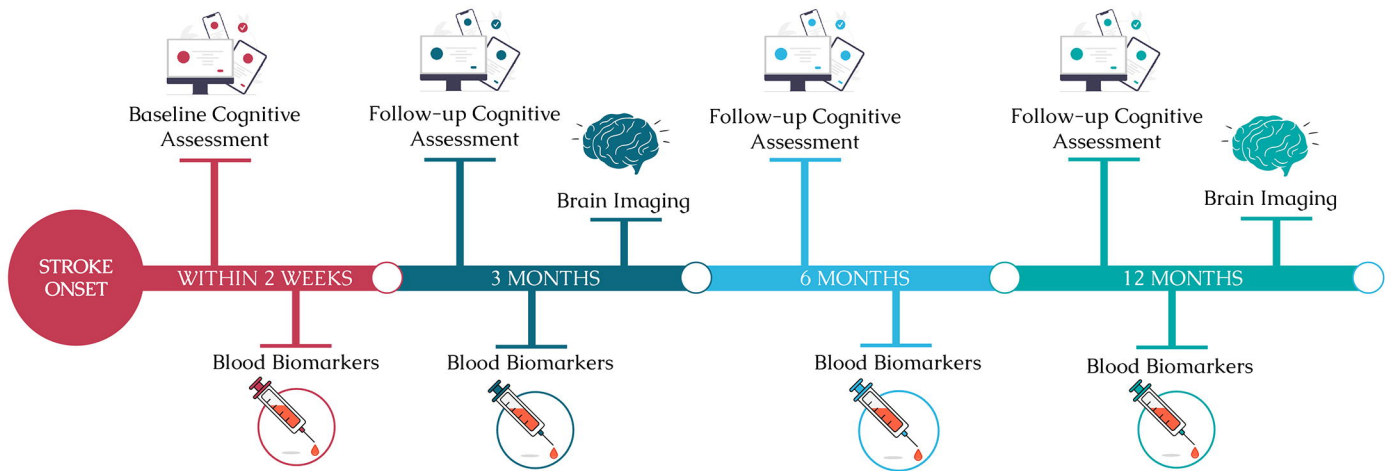 Baseline Cognitive
Assessment
Follow-up Cognitive
Assessment
Brain Imaging
Follow-up Cognitive
Assessment
Follow-up Cognitive
Assessment
Brain Imaging
STROKE
ONSET
WITHIN 2 WEEKS
3 MONTHS
6 MONTHS
12 MONTHS
Blood Biomarkers
Blood Biomarkers
Blood Biomarkers
Blood Biomarkers